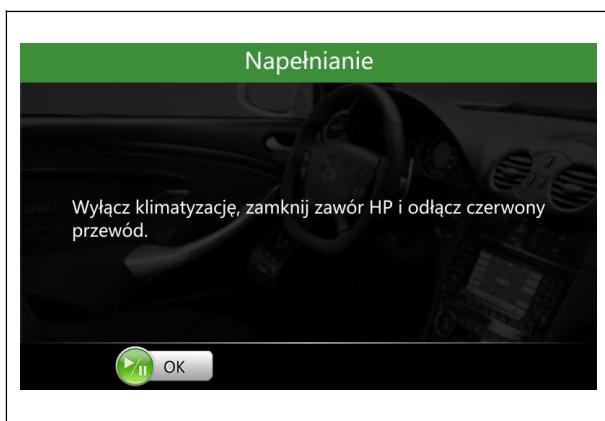 Napełnianie
Wyłącz klimatyzację, zamknij zawór HP i odłącz czerwony
przewód.
OK